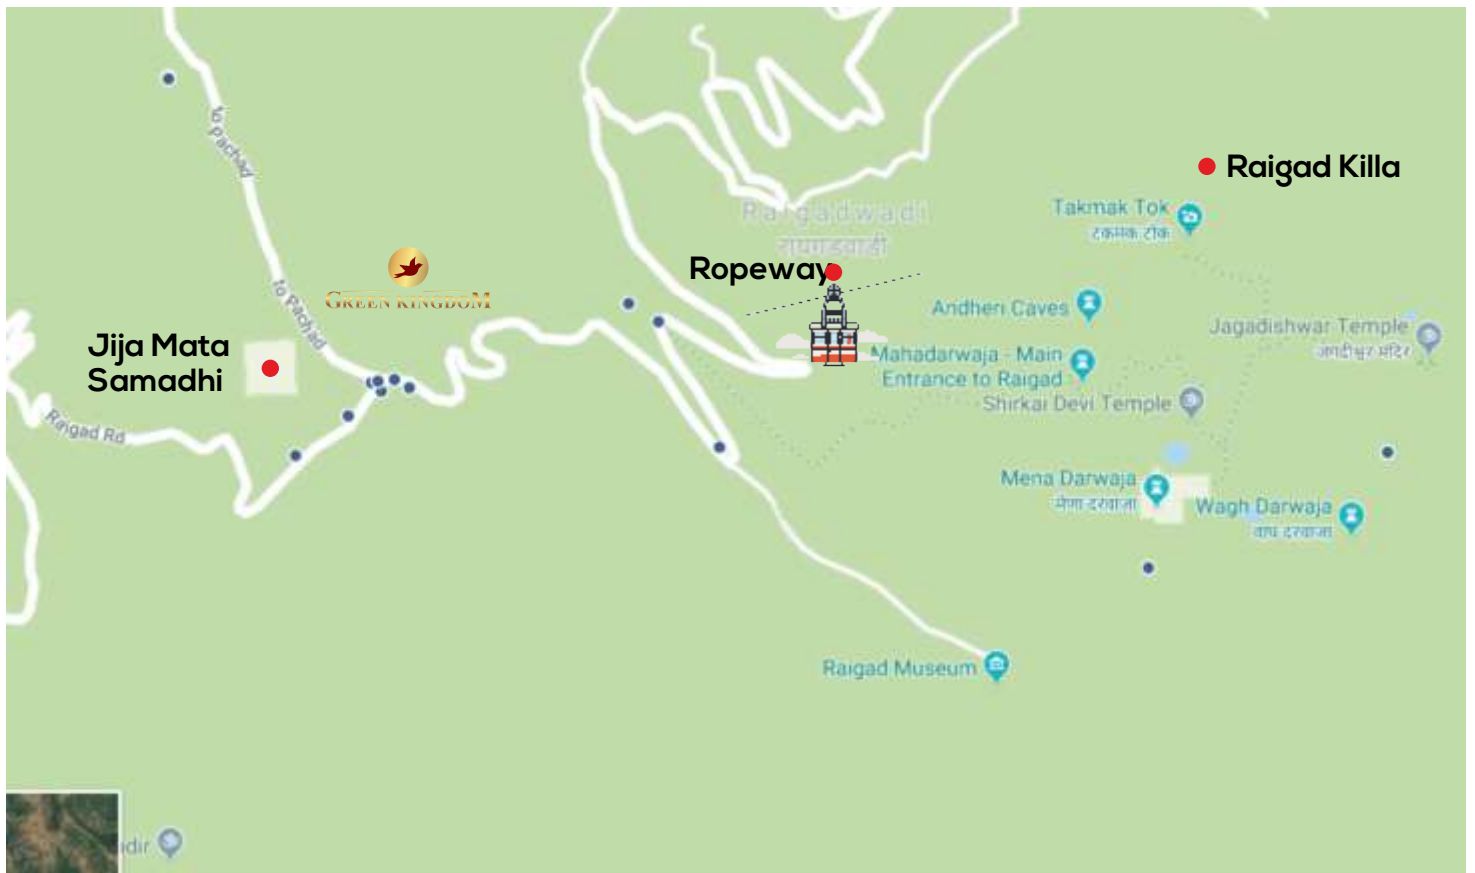 to Pachad
Raigad Killa
Takmak Tok
टकमक टोक
Raigadwadi
रायगडवाडी
Ropeway
GREEN KINGDOM
to Pachad
Andheri Caves
Jagadishwar Temple
जगदीश्वर मंदिर
Jija Mata
Samadhi
Mahadarwaja - Main
Entrance to Raigad
Shirkai Devi Temple
Raigad Rd
Mena Darwaja
मेणा दरवाजा
Wagh Darwaja
वाघ दरवाजा
Raigad Museum
dir